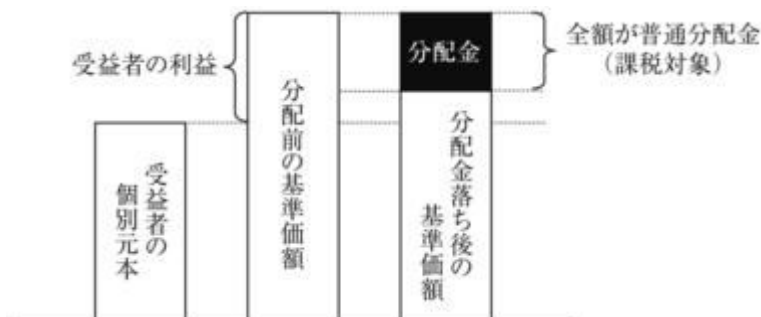 受益者の利益
分配金
全額が普通分配金
（課税対象）
受益者の
個別元本
分配前の基準価額
分配金落ち後の
基準価額